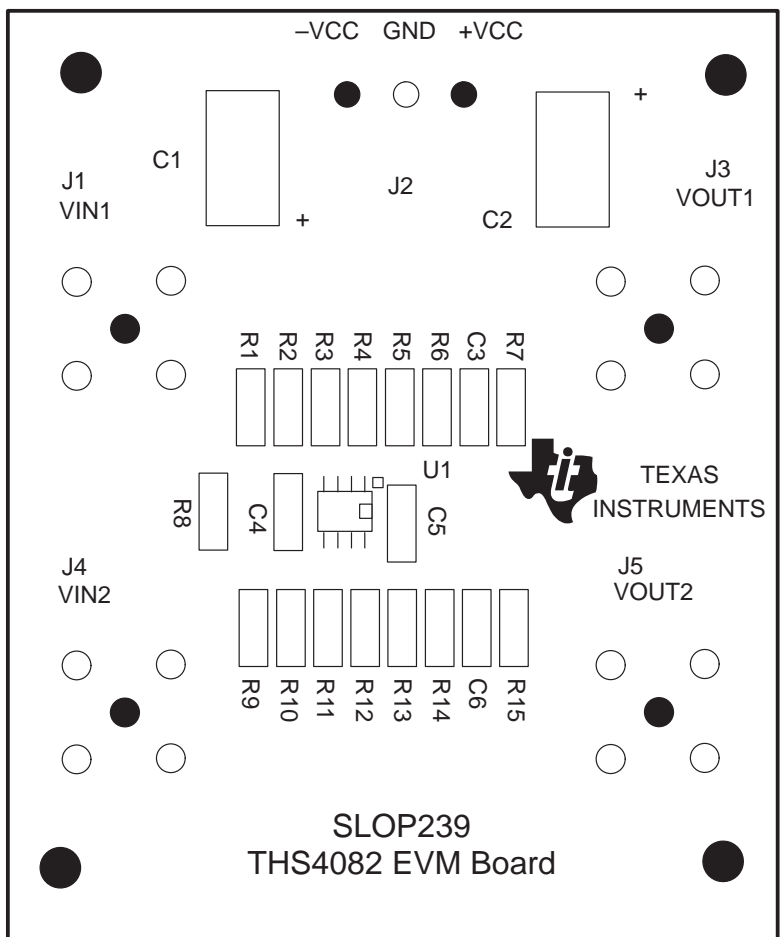 –VCC GND +VCC
+
C1
J2
J1
VIN1
J3
VOUT1
+
C2
R1 R2 R3 R4 R5 R6 C3 R7
U1
TEXAS
INSTRUMENTS
R8
C4
C5
J4
VIN2
J5
VOUT2
R9 R10 R11 R12 R13 R14 C6 R15
SLOP239
THS4082 EVM Board